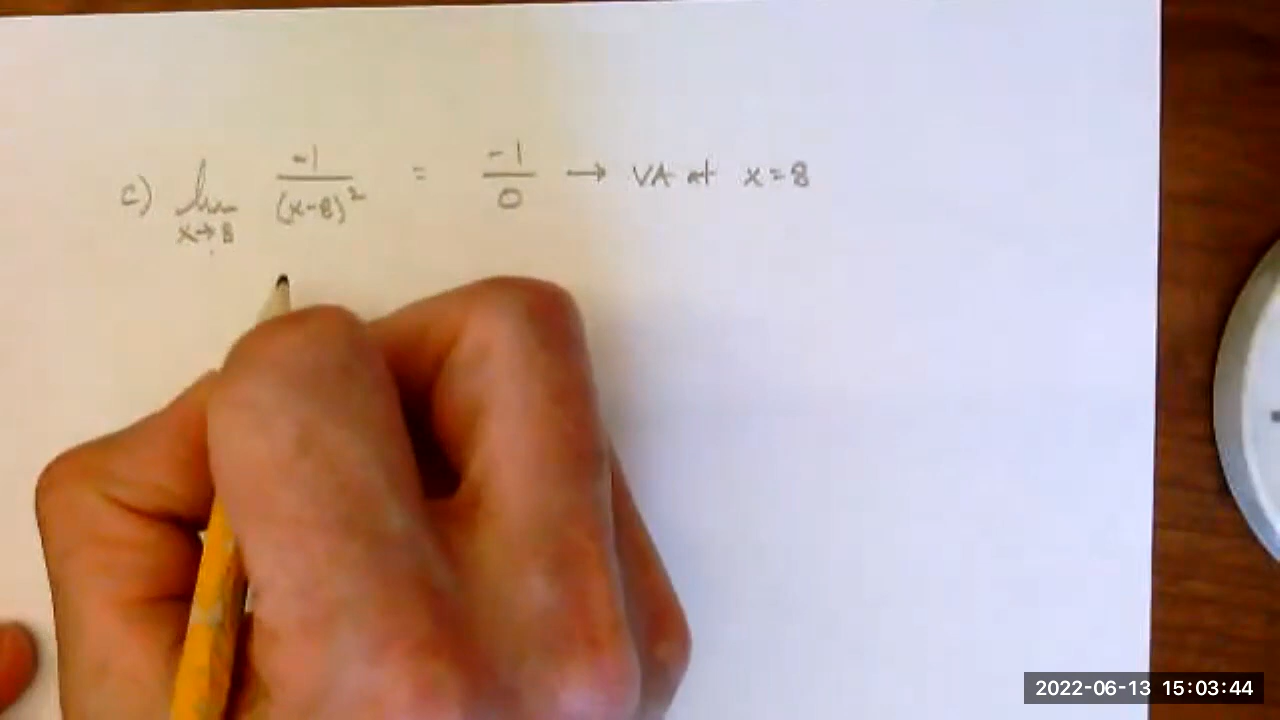 c) lim x→8 -1/(x-8)² = -1/0 → VA at x=8
2022-06-13 15:03:44